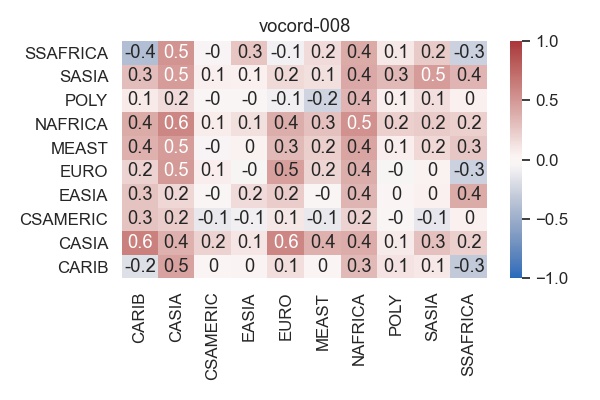 vocord-008
SSAFRICA -0.4 0.5 -0 0.3 -0.1 0.2 0.4 0.1 0.2 -0.3
SASIA 0.3 0.5 0.1 0.1 0.2 0.1 0.4 0.3 0.5 0.4
POLY 0.1 0.2 -0 -0 -0.1 -0.2 0.4 0.1 0.1 0
NAFRICA 0.4 0.6 0.1 0.1 0.4 0.3 0.5 0.2 0.2 0.2
MEAST 0.4 0.5 -0 0 0.3 0.2 0.4 0.1 0.2 0.3
EURO 0.2 0.5 0.1 -0 0.5 0.2 0.4 -0 0 -0.3
EASIA 0.3 0.2 -0 0.2 0.2 -0 0.4 0 0 0.4
CSAMERIC 0.3 0.2 -0.1 -0.1 0.1 -0.1 0.2 -0 -0.1 0
CASIA 0.6 0.4 0.2 0.1 0.6 0.4 0.4 0.1 0.3 0.2
CARIB -0.2 0.5 0 0 0.1 0 0.3 0.1 0.1 -0.3
CARIB CASIA CSAMERIC EASIA EURO MEAST NAFRICA POLY SASIA SSAFRICA
1.0
0.5
0.0
−0.5
−1.0